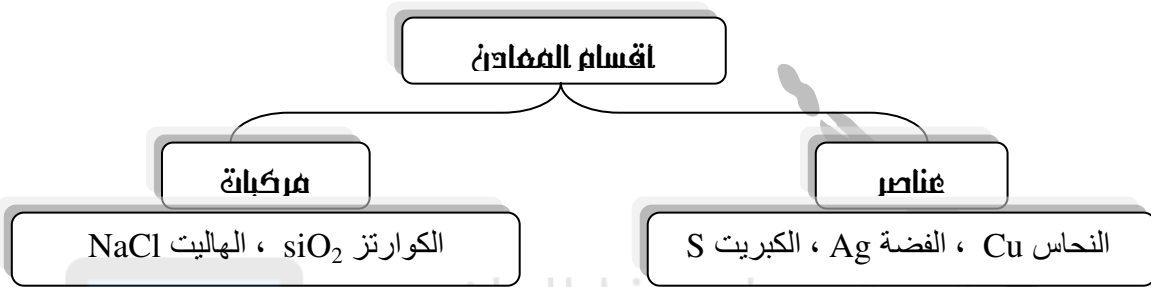 اقسام المعادن
عناصر
مركبات
النحاس Cu ، الفضة Ag ، الكبريت S
الكوارتز siO₂ ، الهاليت NaCl